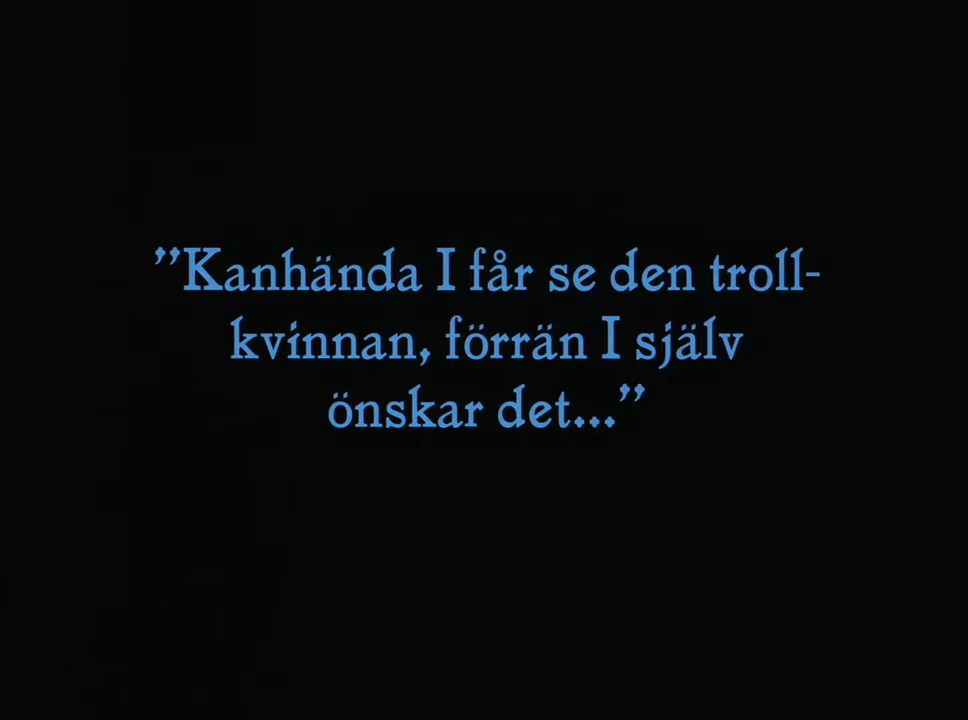 ”Kanhända I får se den troll-
kvinnan, förrän I själv
önskar det...”